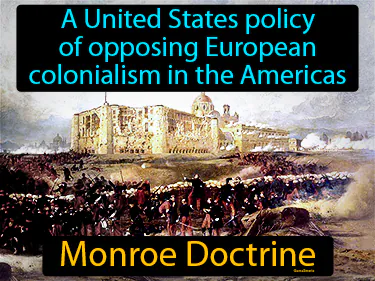 A United States policy
of opposing European
colonialism in the Americas
Monroe Doctrine